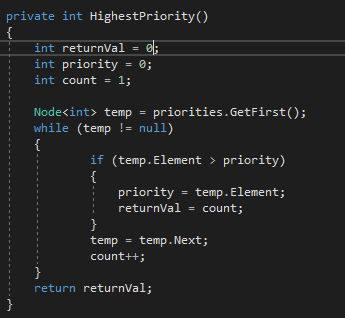 private int HighestPriority()
{
    int returnVal = 0;
    int priority = 0;
    int count = 1;

    Node<int> temp = priorities.GetFirst();
    while (temp != null)
    {
            if (temp.Element > priority)
            {
                priority = temp.Element;
                returnVal = count;
            }
            temp = temp.Next;
            count++;
    }
    return returnVal;
}